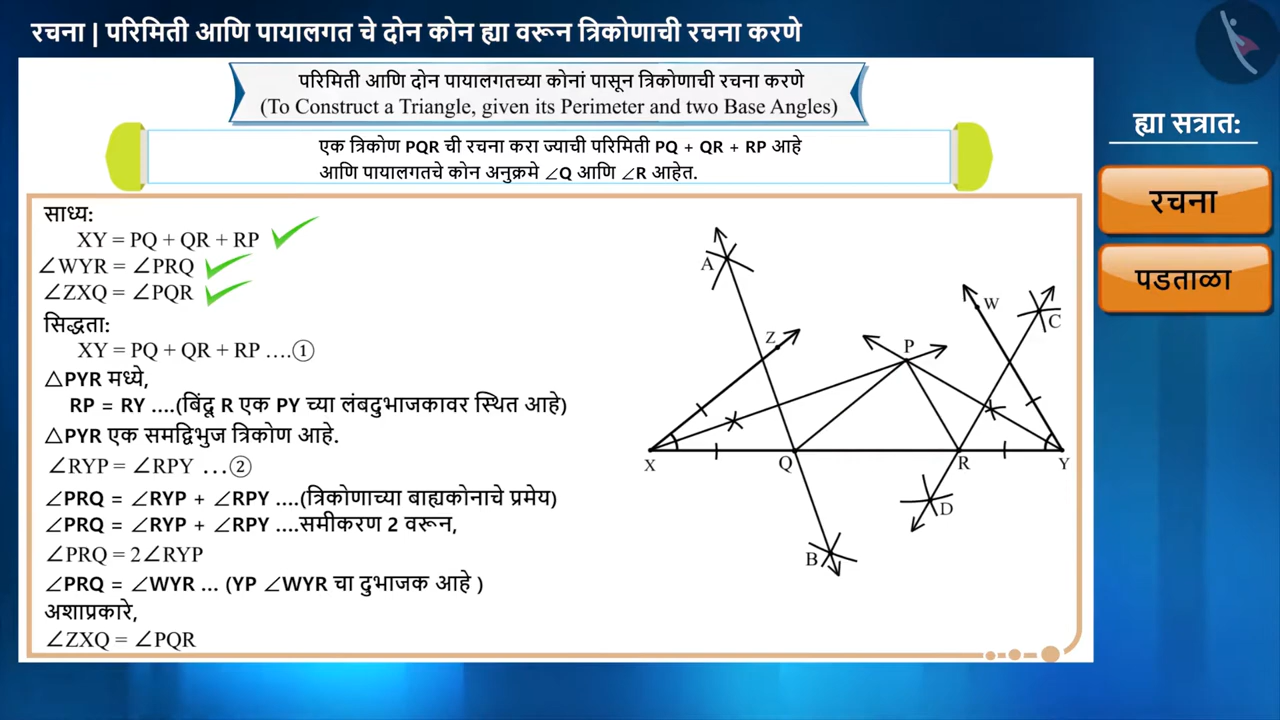 रचना | परिमिती आणि पायालगत चे दोन कोन ह्या वरून त्रिकोणाची रचना करणे
परिमिती आणि दोन पायालगतच्या कोनां पासून त्रिकोणाची रचना करणे
(To Construct a Triangle, given its Perimeter and two Base Angles)
एक त्रिकोण PQR ची रचना करा ज्याची परिमिती PQ + QR + RP आहे
आणि पायालगतचे कोन अनुक्रमे ∠Q आणि ∠R आहेत.
साध्य:
XY = PQ + QR + RP
∠WYR = ∠PRQ
∠ZXQ = ∠PQR
सिद्धता:
XY = PQ + QR + RP ....①
△PYR मध्ये,
RP = RY ....(बिंदू R एक PY च्या लंबदुभाजकावर स्थित आहे)
△PYR एक समद्विभुज त्रिकोण आहे.
∠RYP = ∠RPY ...②
∠PRQ = ∠RYP + ∠RPY ....(त्रिकोणाच्या बाह्यकोनाचे प्रमेय)
∠PRQ = ∠RYP + ∠RPY ....समीकरण 2 वरून,
∠PRQ = 2∠RYP
∠PRQ = ∠WYR ... (YP ∠WYR चा दुभाजक आहे )
अशाप्रकारे,
∠ZXQ = ∠PQR
A
Z
P
W
C
X
Q
R
Y
D
B
ह्या सत्रात:
रचना
पडताळा